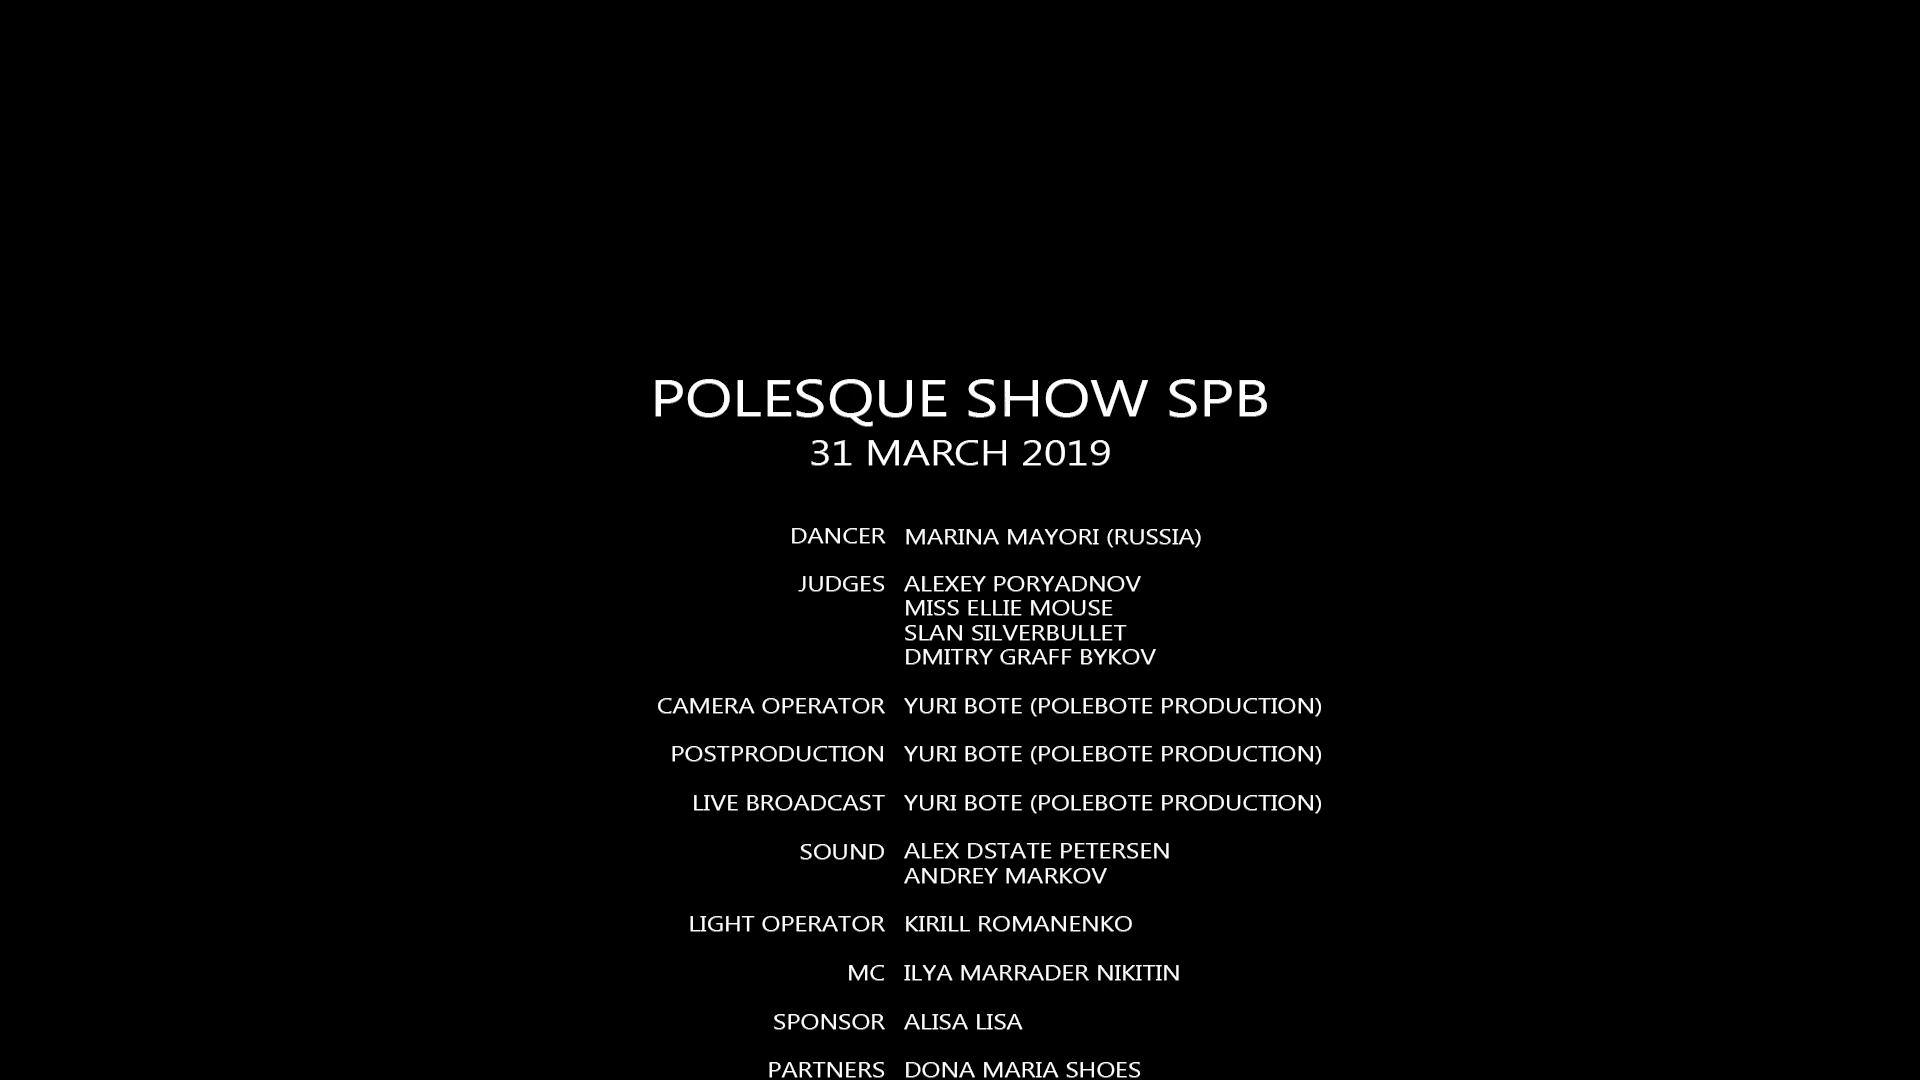 POLESQUE SHOW SPB
31 MARCH 2019
DANCER MARINA MAYORI (RUSSIA)
JUDGES ALEXEY PORYADNOV
MISS ELLIE MOUSE
SLAN SILVERBULLET
DMITRY GRAFF BYKOV
CAMERA OPERATOR YURI BOTE (POLEBOTE PRODUCTION)
POSTPRODUCTION YURI BOTE (POLEBOTE PRODUCTION)
LIVE BROADCAST YURI BOTE (POLEBOTE PRODUCTION)
SOUND ALEX DSTATE PETERSEN
ANDREY MARKOV
LIGHT OPERATOR KIRILL ROMANENKO
MC ILYA MARRADER NIKITIN
SPONSOR ALISA LISA
PARTNERS DONA MARIA SHOES